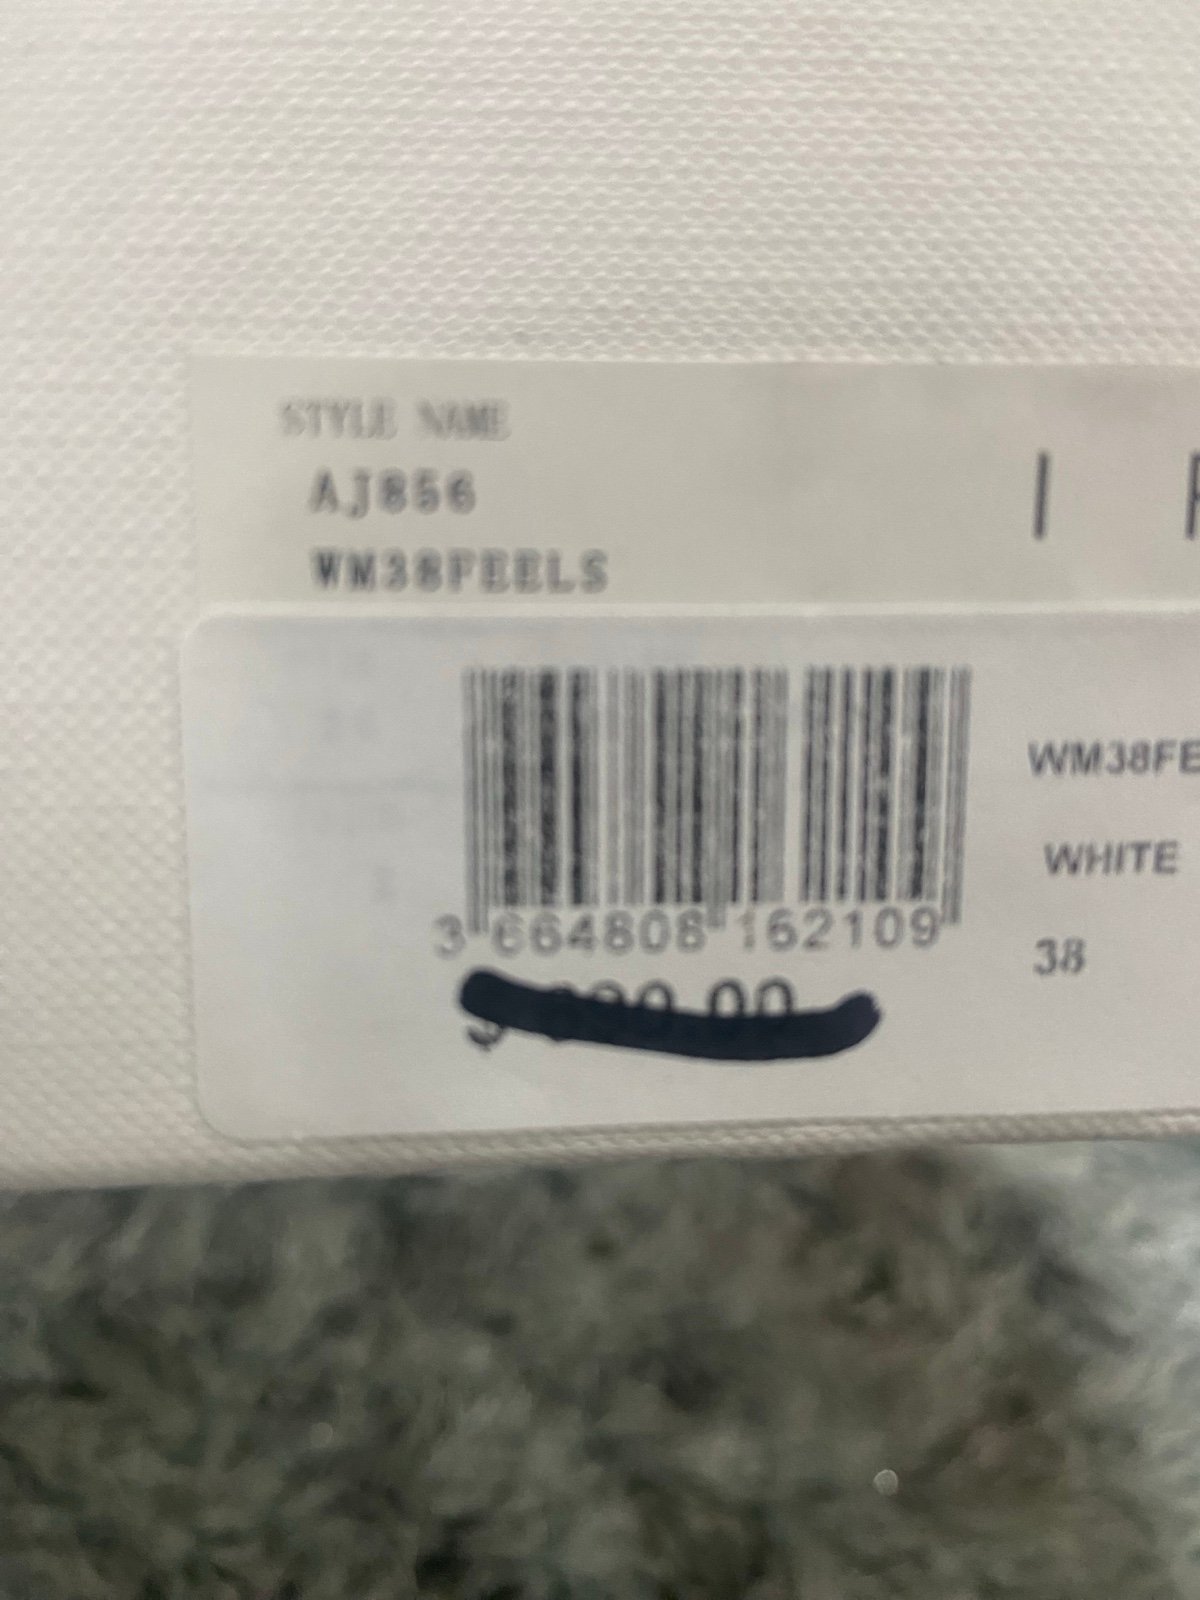 STYLE NAME
AJ856
WM38FEELS
I
3 664808 162109
WM38FE
WHITE
38